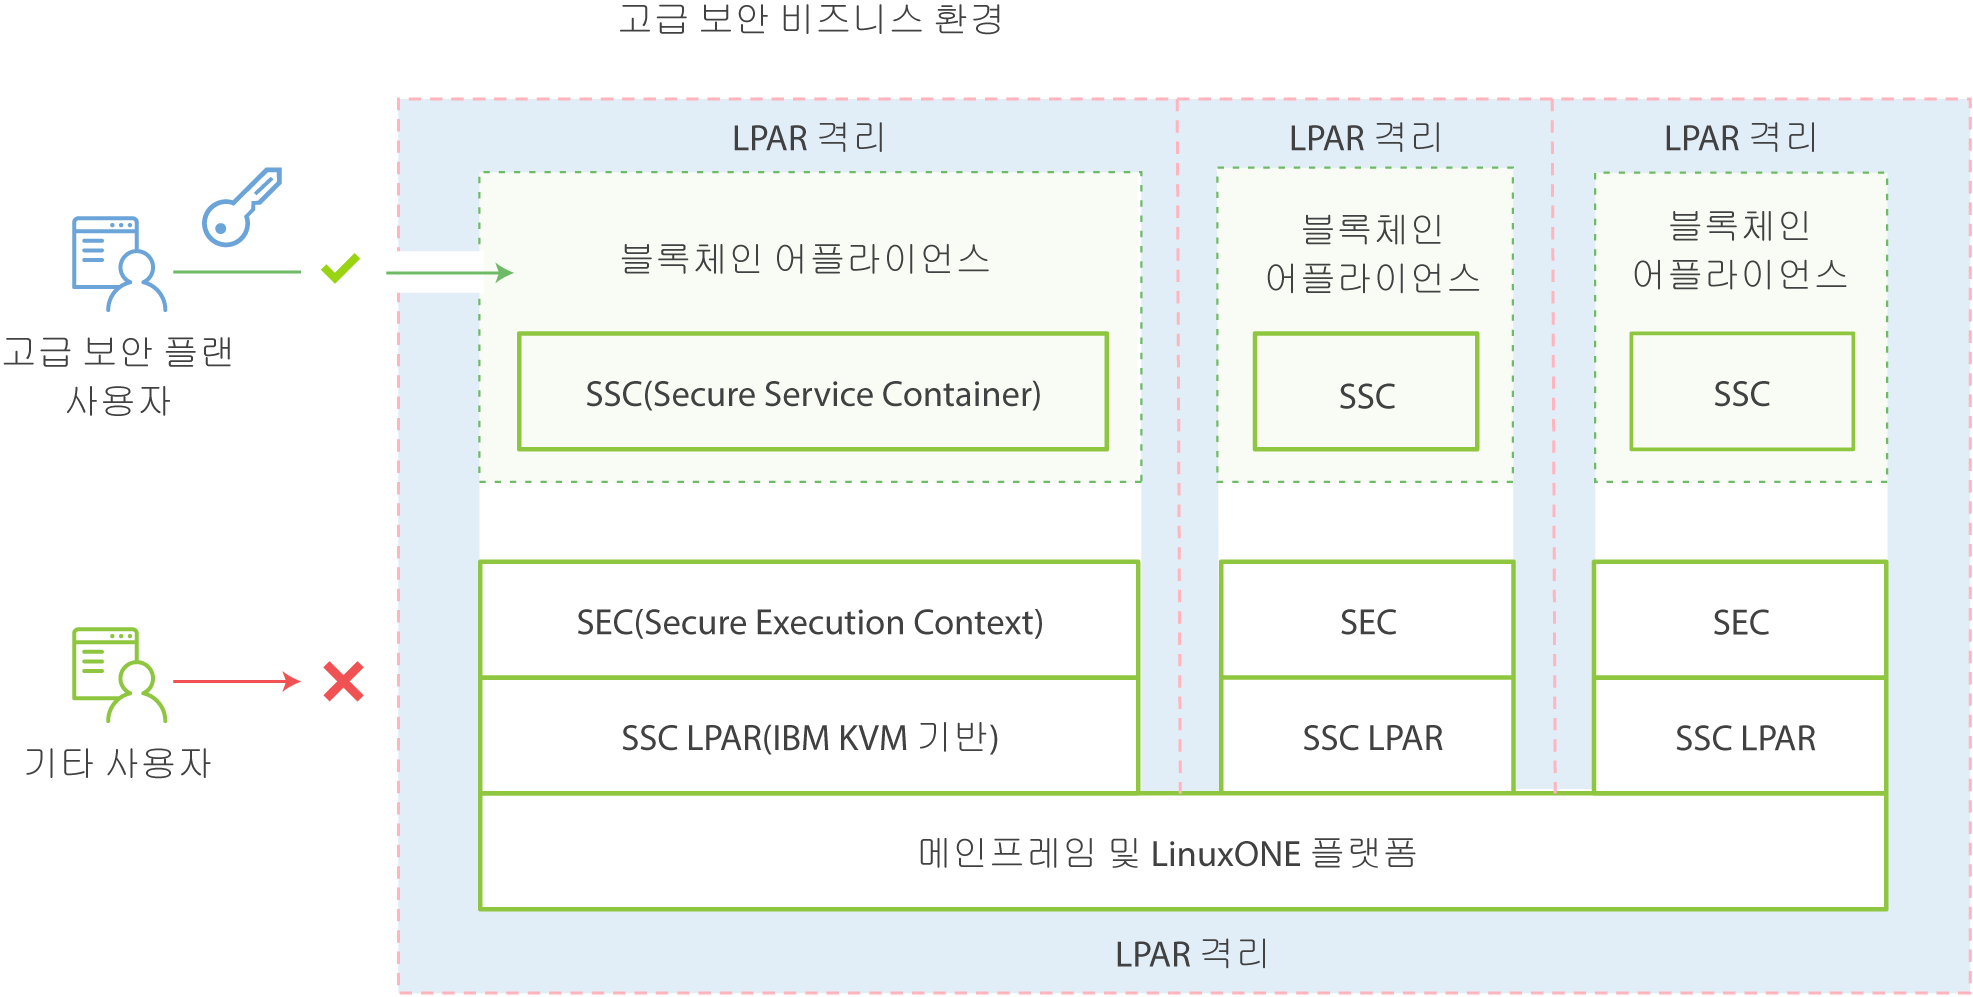 고급 보안 비즈니스 환경
LPAR 격리
LPAR 격리
LPAR 격리
블록체인 어플라이언스
블록체인
어플라이언스
블록체인
어플라이언스
고급 보안 플랜
사용자
SSC(Secure Service Container)
SSC
SSC
SEC(Secure Execution Context)
SEC
SEC
기타 사용자
SSC LPAR(IBM KVM 기반)
SSC LPAR
SSC LPAR
메인프레임 및 LinuxONE 플랫폼
LPAR 격리